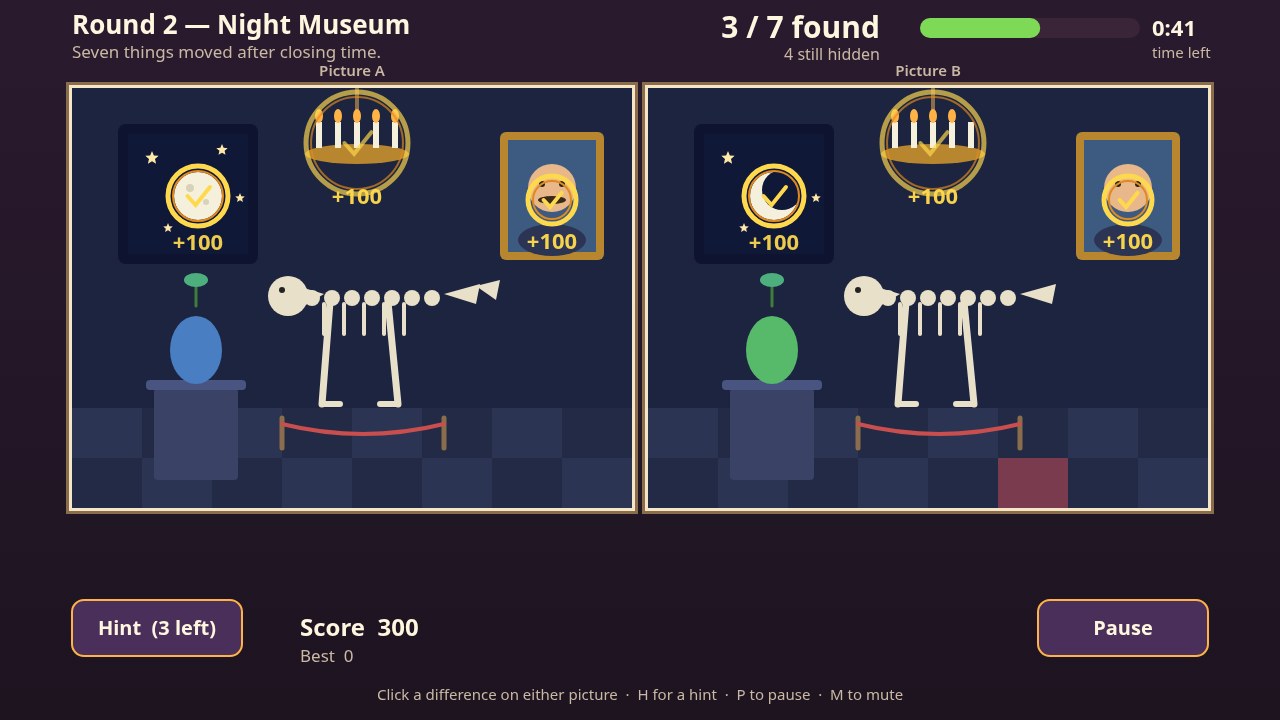 Round 2 — Night Museum
Seven things moved after closing time.
3 / 7 found
4 still hidden
0:41
time left
Picture A
Picture B
+100
+100
+100
+100
+100
+100
Hint (3 left)
Score 300
Best 0
Pause
Click a difference on either picture · H for a hint · P to pause · M to mute